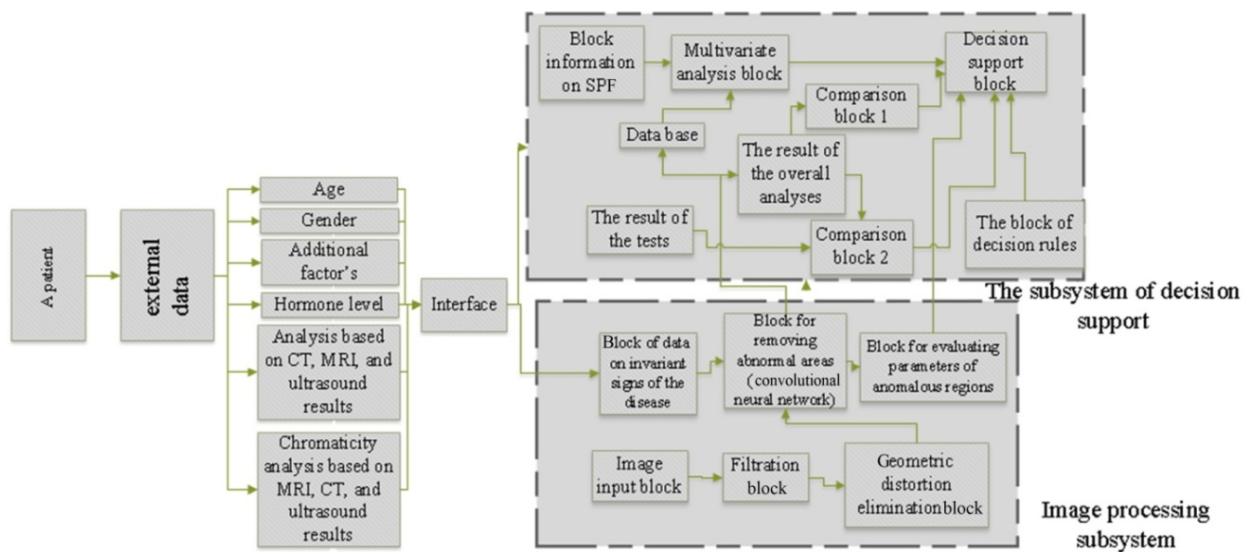 A patient
external
data
Age
Gender
Additional
factor's
Hormone level
Analysis based
on CT, MRI, and
ultrasound
results
Chromaticity
analysis based on
MRI, CT, and
ultrasound
results
Interface
Block
information
on SPF
Multivariate
analysis block
Decision
support
block
Comparison
block 1
Data base
The result of
the overall
analyses
The result of
the tests
Comparison
block 2
The block of
decision rules
The subsystem of decision
support
Block of data
on invariant
signs of the
disease
Block for
removing
abnormal areas
(convolutional
neural network)
Block for evaluating
parameters of
anomalous regions
Image
input block
Filtration
block
Geometric
distortion
elimination block
Image processing
subsystem